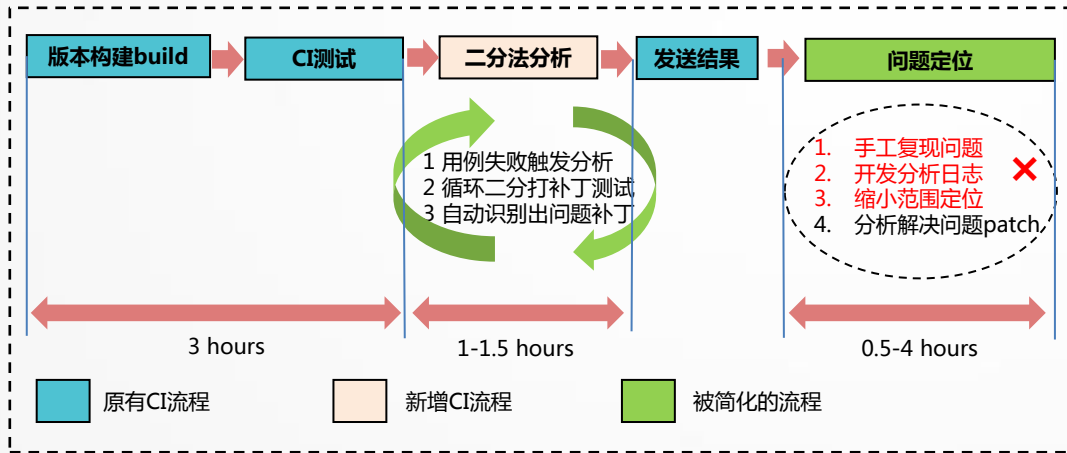 版本构建build
CI测试
二分法分析
发送结果
问题定位
1 用例失败触发分析
2 循环二分打补丁测试
3 自动识别出问题补丁
1. 手工复现问题
2. 开发分析日志
3. 缩小范围定位
4. 分析解决问题patch
3 hours
1-1.5 hours
0.5-4 hours
原有CI流程
新增CI流程
被简化的流程